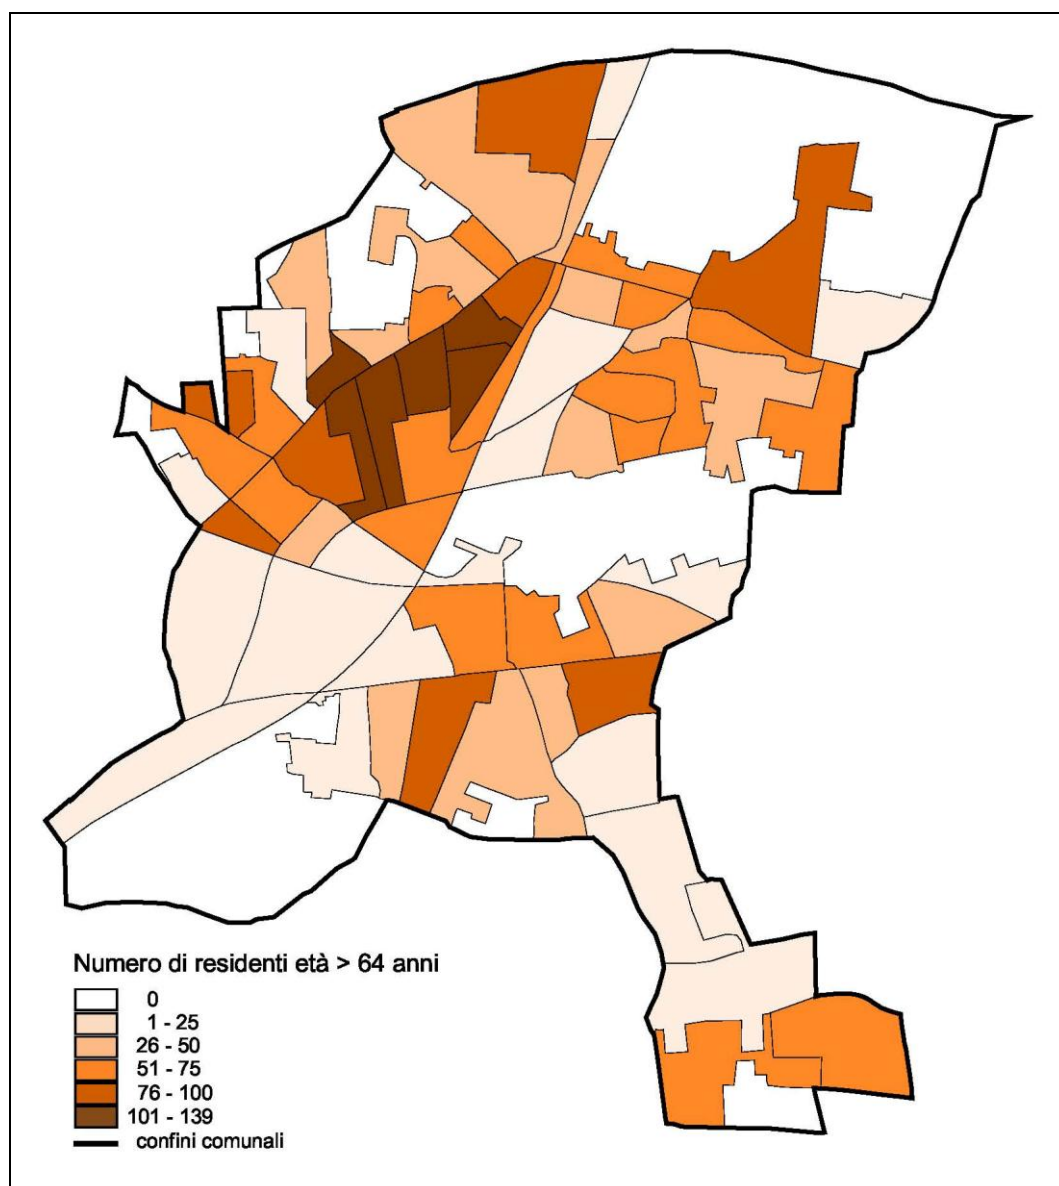 Numero di residenti età > 64 anni
0
1 - 25
26 - 50
51 - 75
76 - 100
101 - 139
confini comunali